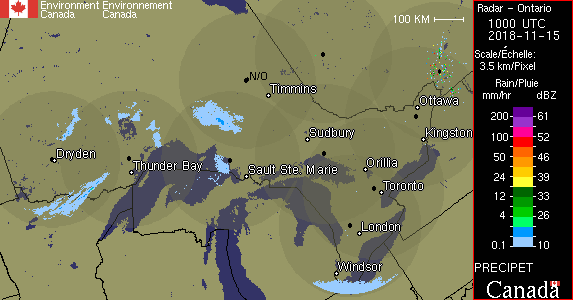 Environment Environnement
Canada Canada
100 KM
N/O
Timmins
Ottawa
Sudbury
Kingston
Dryden
Thunder Bay
Sault Ste. Marie
Orillia
Toronto
London
Windsor
Radar - Ontario
1000 UTC
2018-11-15
Scale/Échelle:
3.5 km/Pixel
Rain/Pluie
mm/hr dBZ
200 61
100 52
50 46
24 39
12 33
4 26
0.1 10
PRECIPET
Canada